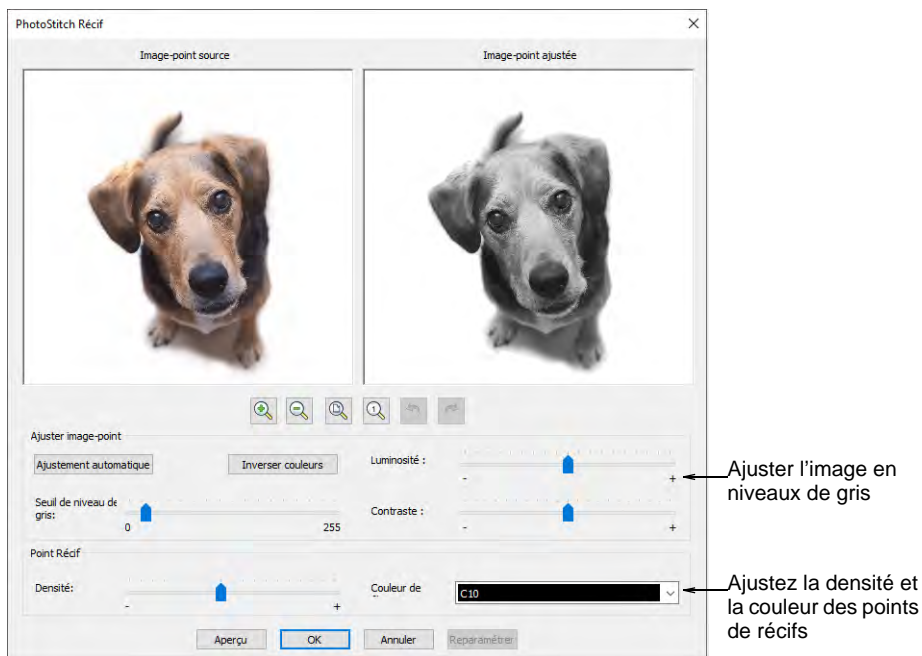 PhotoStitch Récif
Image-point source
Image-point ajustée
Ajuster image-point
Ajustement automatique
Inverser couleurs
Luminosité :
- +
Ajuster l'image en
niveaux de gris
Seuil de niveau de
gris:
0 255
Contraste :
- +
Point Récif
Densité:
- +
Couleur de
C10
Ajustez la densité et
la couleur des points
de récifs
Aperçu
OK
Annuler
Reparamétrer